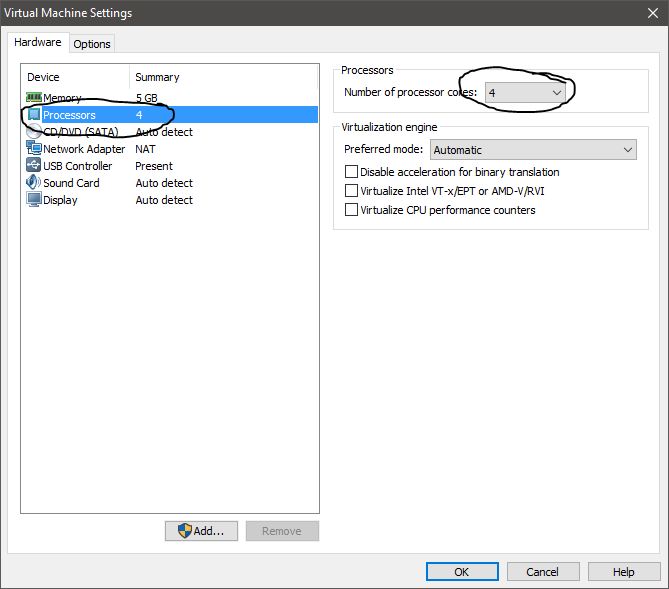 Virtual Machine Settings
Hardware Options
Device Summary
Memory 5 GB
Processors 4
CD/DVD (SATA) Auto detect
Network Adapter NAT
USB Controller Present
Sound Card Auto detect
Display Auto detect
Add... Remove
Processors
Number of processor cores: 4
Virtualization engine
Preferred mode: Automatic
Disable acceleration for binary translation
Virtualize Intel VT-x/EPT or AMD-V/RVI
Virtualize CPU performance counters
OK Cancel Help